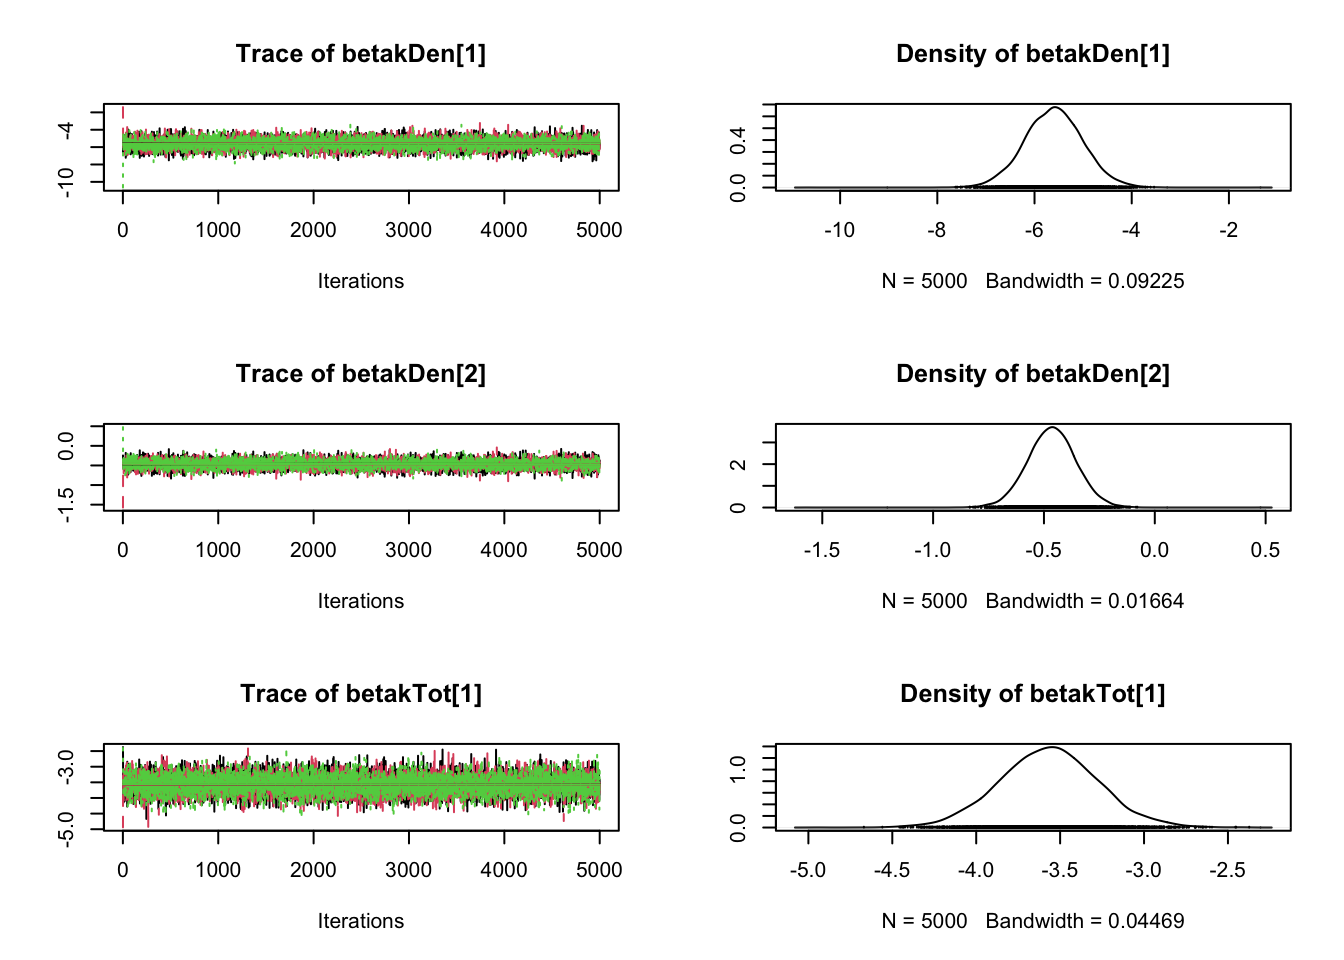 Trace of betakDen[1]
-4
-10
0 1000 2000 3000 4000 5000
Iterations
Density of betakDen[1]
0.4
0.0
-10 -8 -6 -4 -2
N = 5000 Bandwidth = 0.09225
Trace of betakDen[2]
0.0
-1.5
0 1000 2000 3000 4000 5000
Iterations
Density of betakDen[2]
2
0
-1.5 -1.0 -0.5 0.0 0.5
N = 5000 Bandwidth = 0.01664
Trace of betakTot[1]
-3.0
-5.0
0 1000 2000 3000 4000 5000
Iterations
Density of betakTot[1]
1.0
0.0
-5.0 -4.5 -4.0 -3.5 -3.0 -2.5
N = 5000 Bandwidth = 0.04469